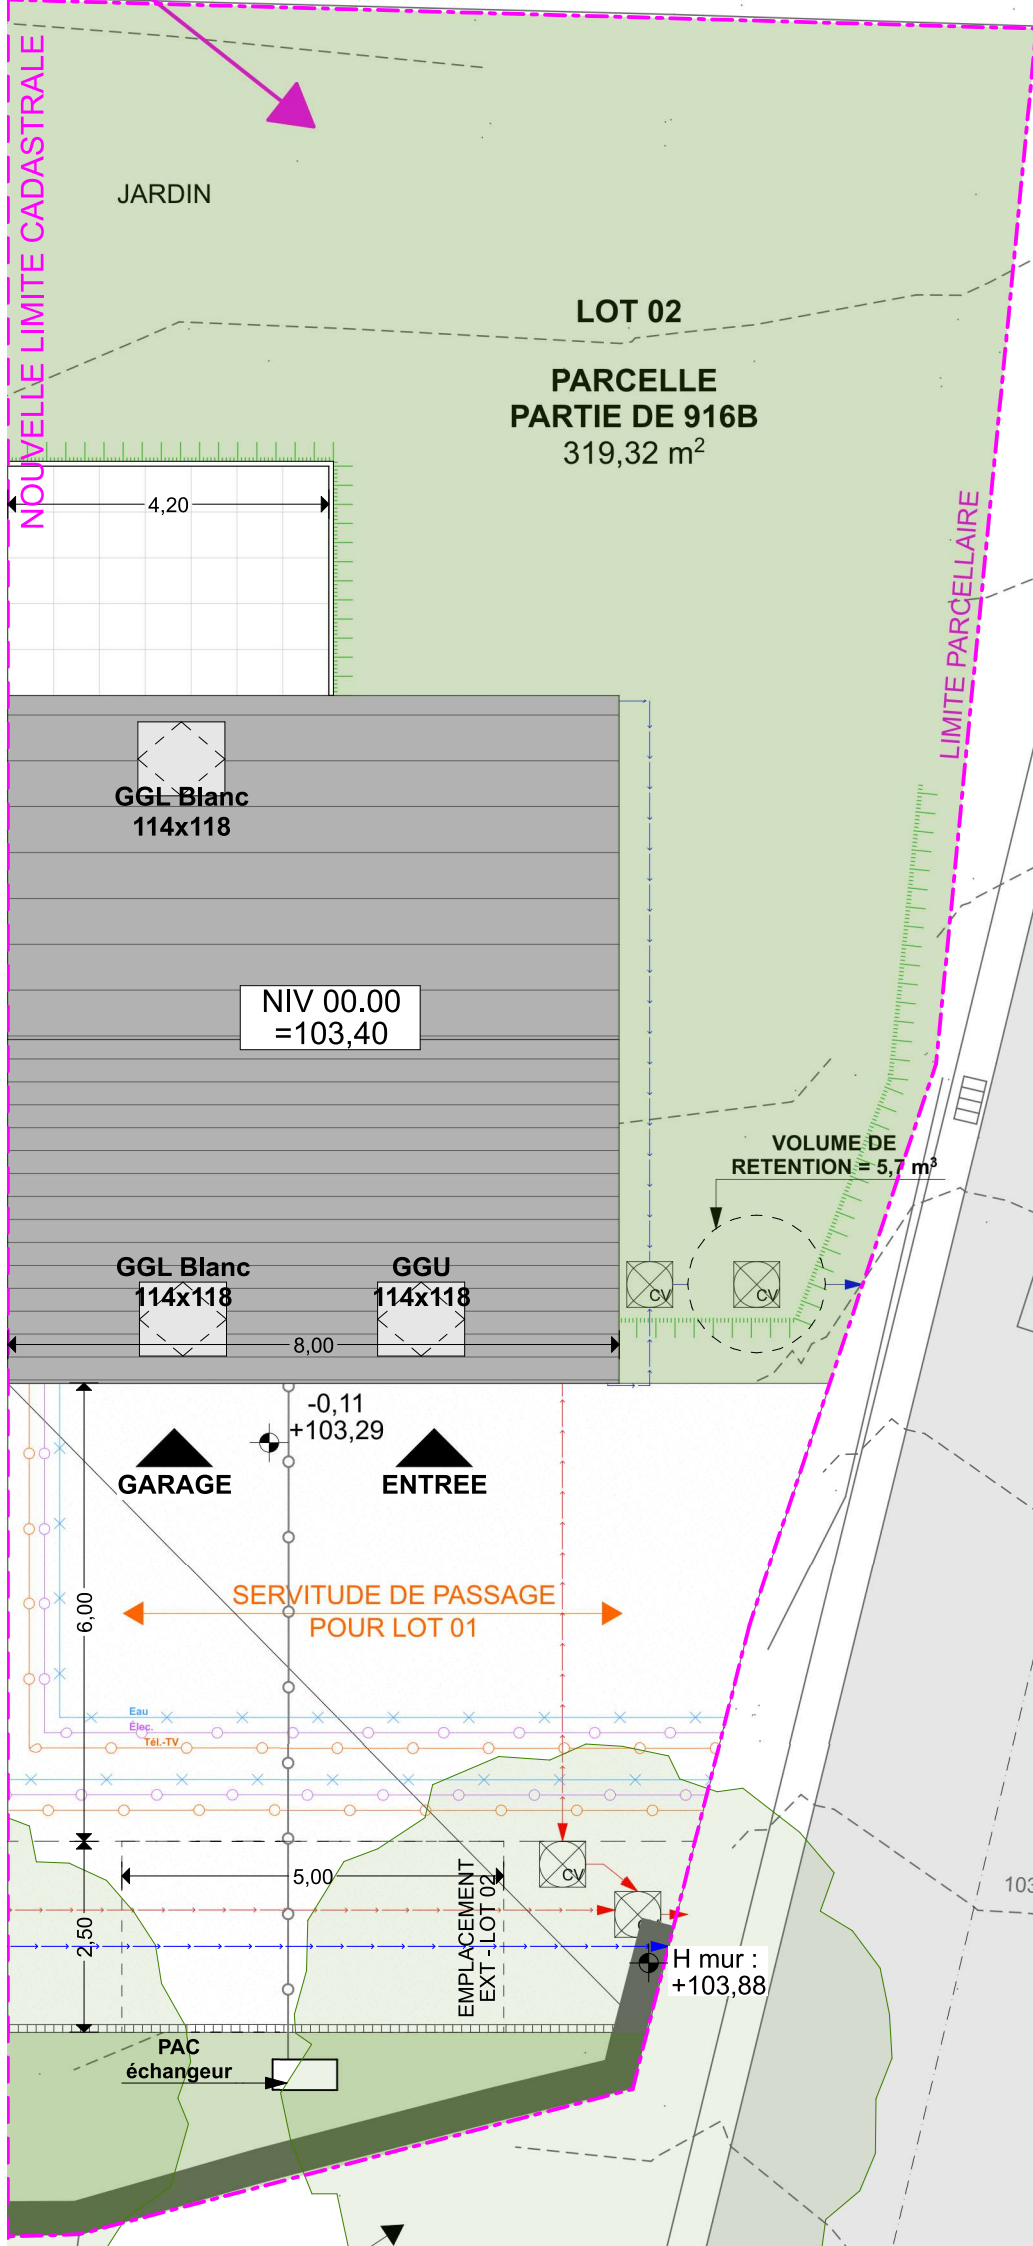 NOUVELLE LIMITE CADASTRALE
JARDIN
LOT 02
PARCELLE
PARTIE DE 916B
319,32 m²
4,20
LIMITE PARCELLAIRE
GGL Blanc
114x118
NIV 00.00
=103,40
VOLUME DE
RETENTION = 5,7 m³
GGL Blanc
114x118
GGU
114x118
CV
CV
8,00
-0,11
+103,29
GARAGE
ENTREE
6,00
SERVITUDE DE PASSAGE
POUR LOT 01
Eau
Élec.
Tél.-TV
5,00
CV
EMPLACEMENT
EXT - LOT 02
2,50
H mur :
+103,88
PAC
échangeur